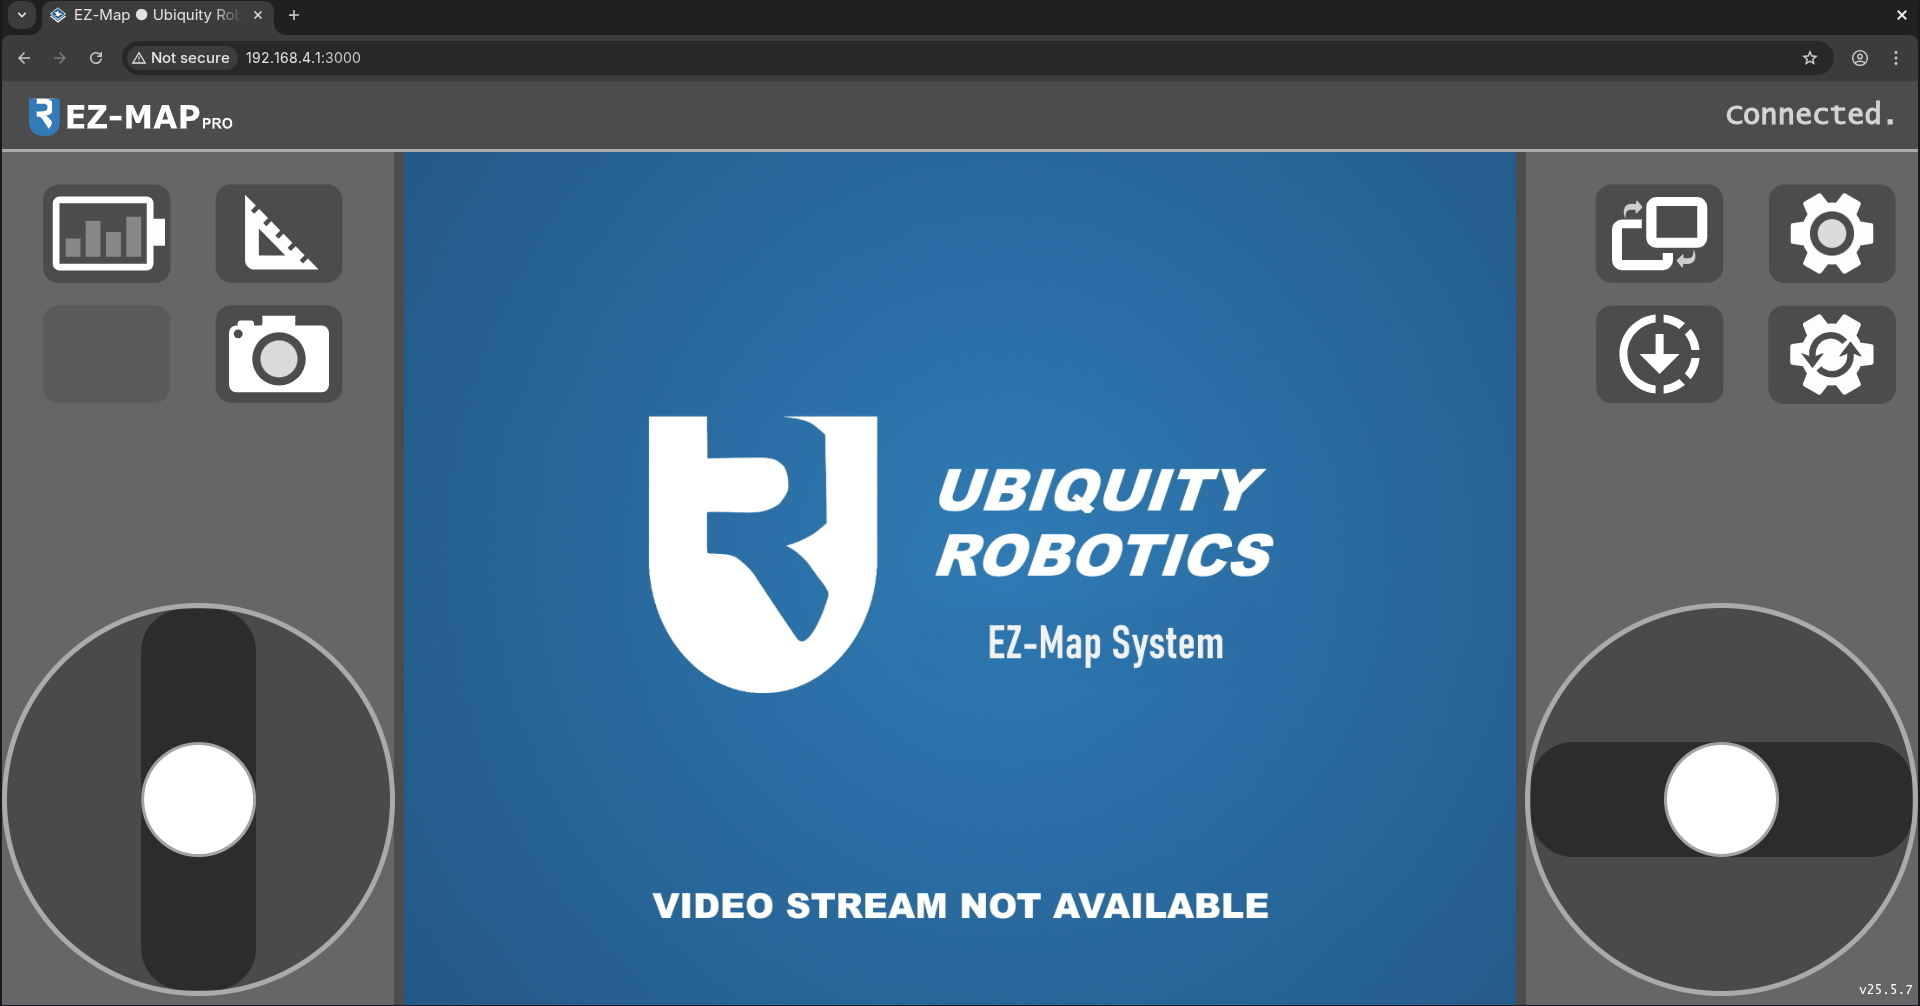 EZ-Map ● Ubiquity Rob
Not secure 192.168.4.1:3000
EZ-MAP PRO
Connected.
UBIQUITY
ROBOTICS
EZ-Map System
VIDEO STREAM NOT AVAILABLE
v25.5.7